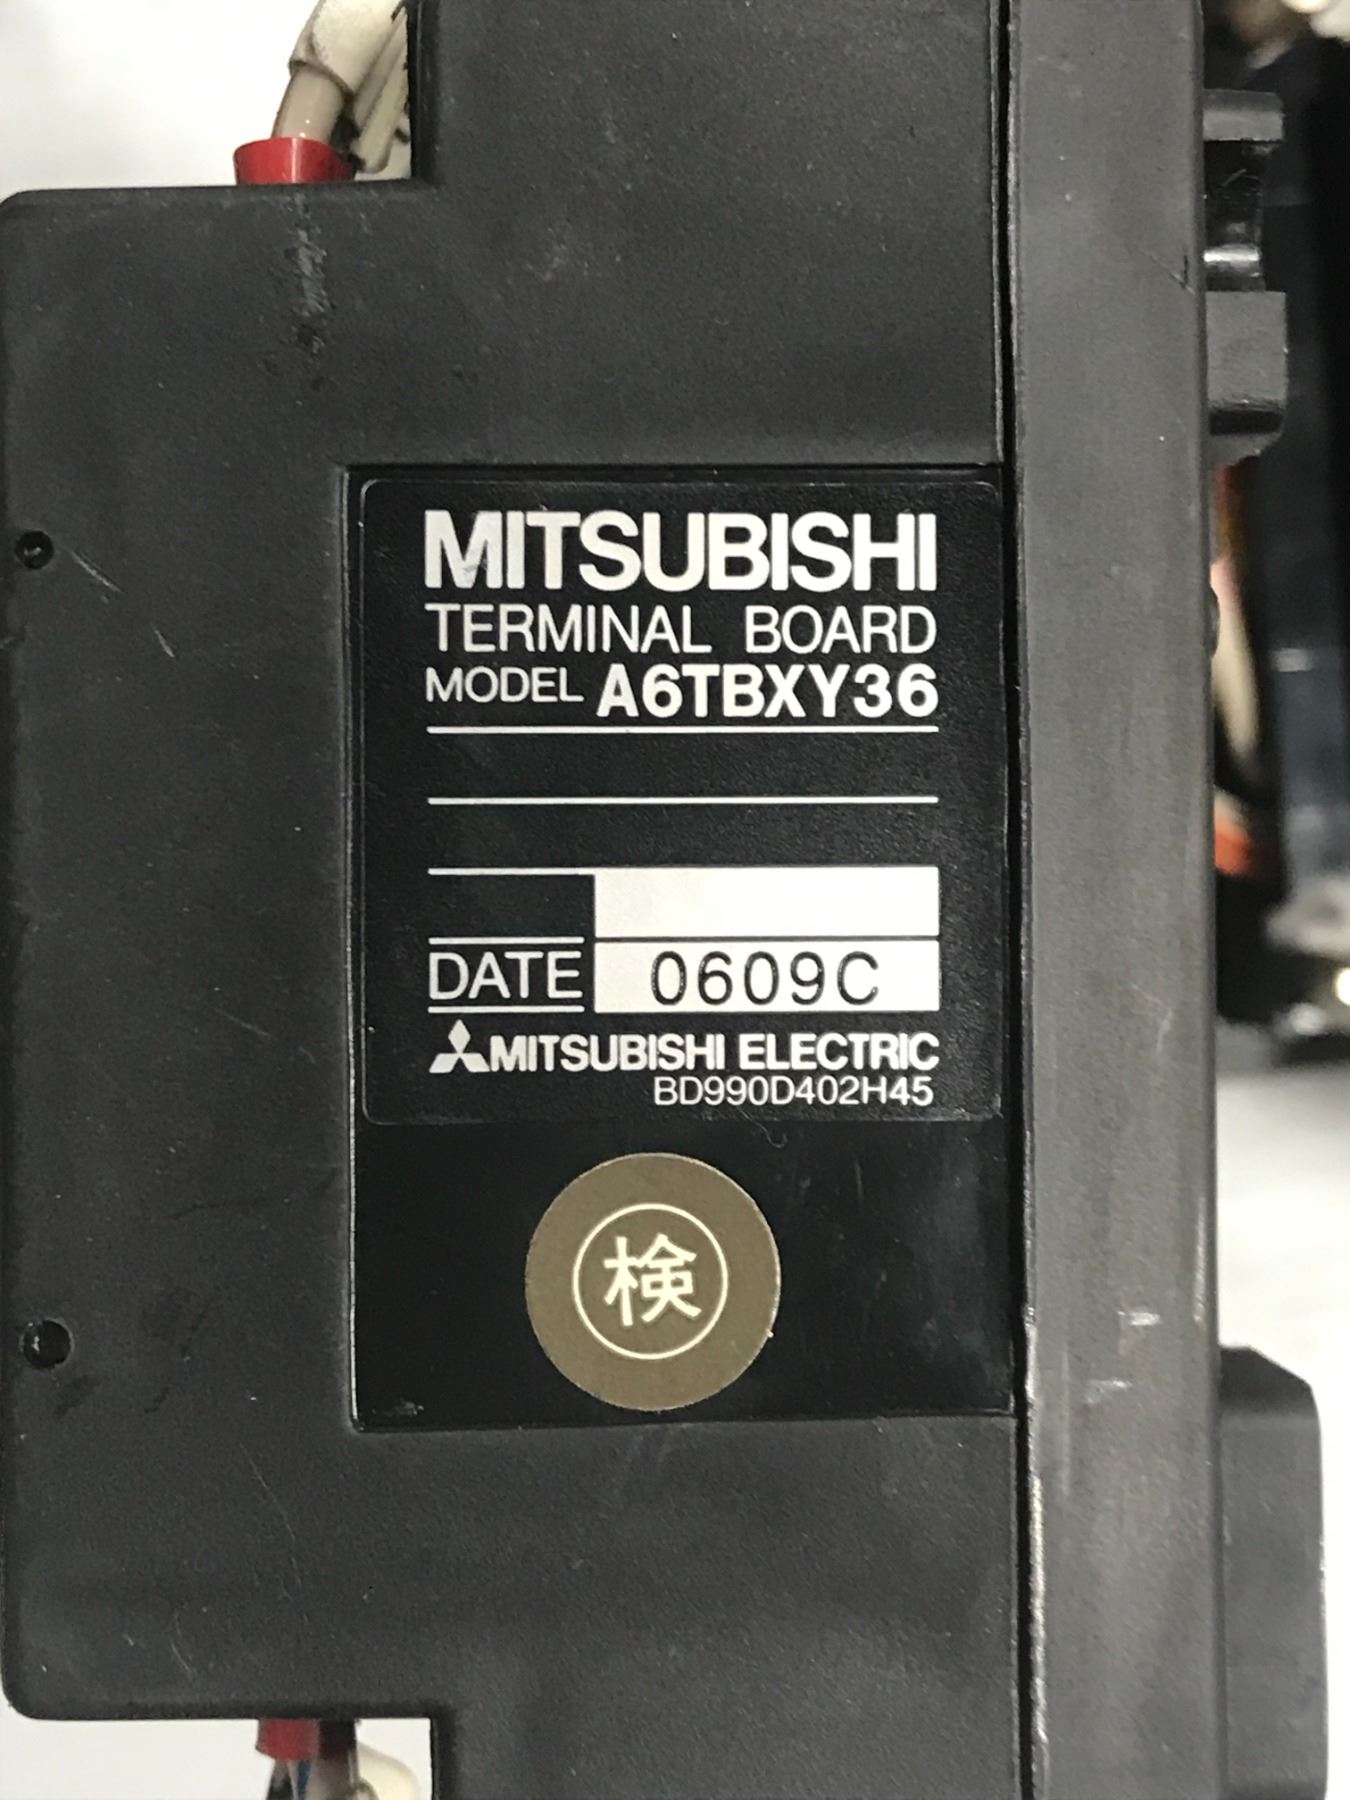 MITSUBISHI
TERMINAL BOARD
MODEL A6TBXY36
DATE 0609C
MITSUBISHI ELECTRIC
BD990D402H45
検